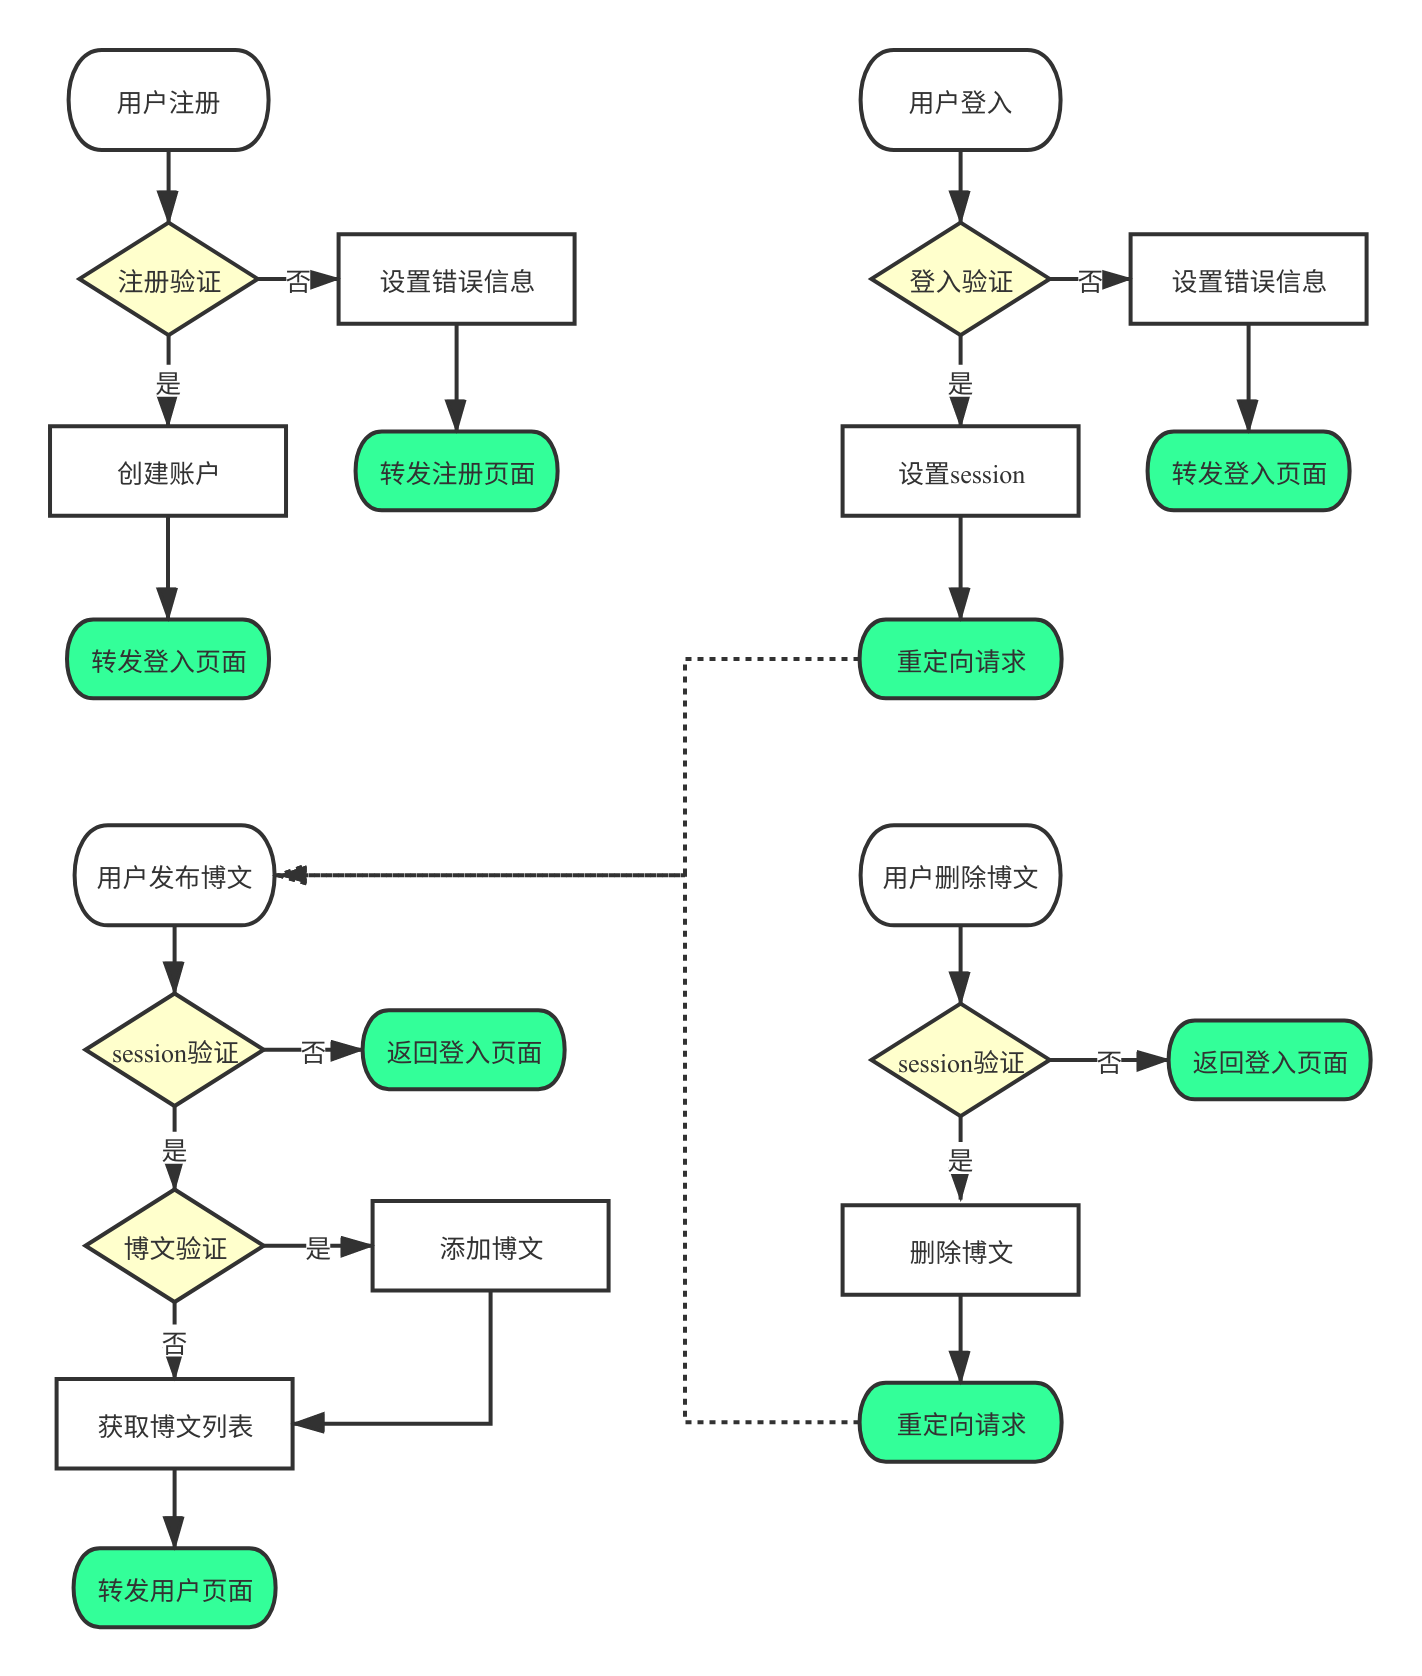 用户注册
注册验证
否
设置错误信息
是
创建账户
转发注册页面
转发登入页面
用户登入
登入验证
否
设置错误信息
是
设置session
转发登入页面
重定向请求
用户发布博文
session验证
否
返回登入页面
是
博文验证
是
添加博文
否
获取博文列表
转发用户页面
用户删除博文
session验证
否
返回登入页面
是
删除博文
重定向请求